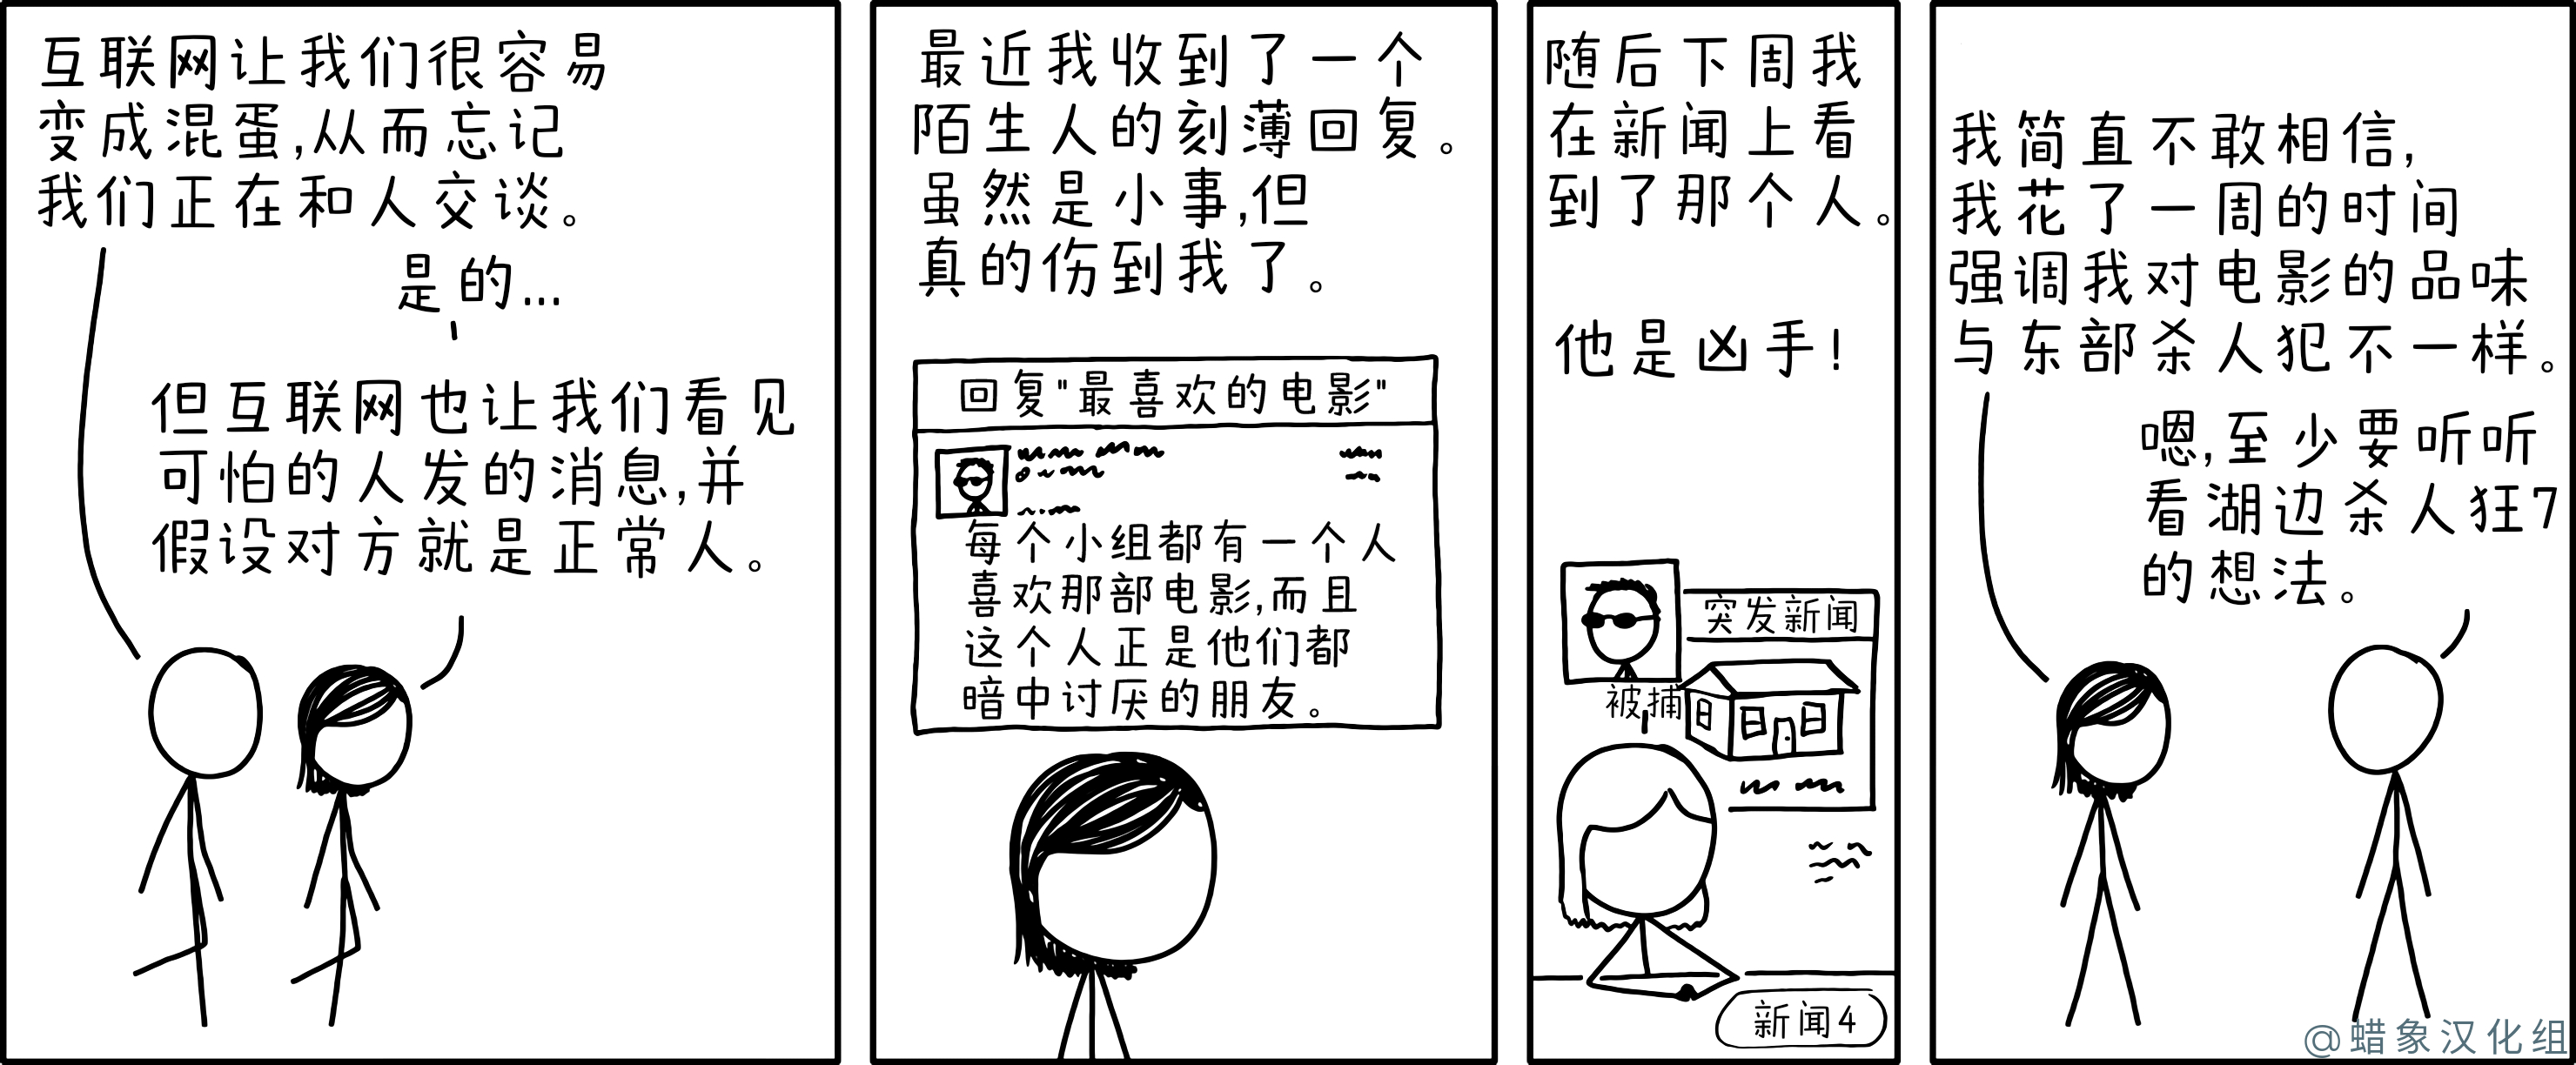 互联网让我们很容易
变成混蛋,从而忘记
我们正在和人交谈。
是的...
但互联网也让我们看见
可怕的人发的消息,并
假设对方就是正常人。
最近我收到了一个
陌生人的刻薄回复。
虽然是小事,但
真的伤到我了。
回复"最喜欢的电影"
每个小组都有一个人
喜欢那部电影,而且
这个人正是他们都
暗中讨厌的朋友。
随后下周我
在新闻上看
到了那个人。
他是凶手!
突发新闻
被捕
新闻4
我简直不敢相信,
我花了一周的时间
强调我对电影的品味
与东部杀人犯不一样。
嗯,至少要听听
看湖边杀人狂7
的想法。
@蜡象汉化组